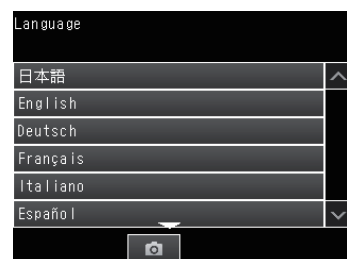 Language
日本語
English
Deutsch
Français
Italiano
Español